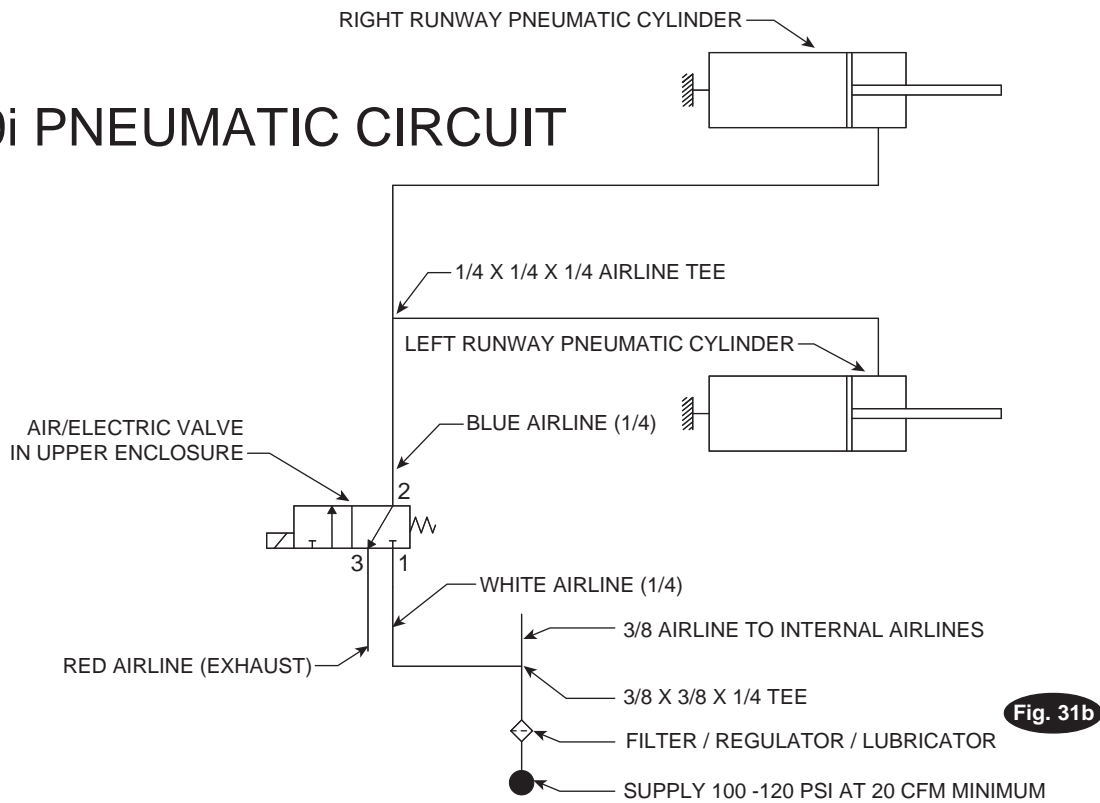 RIGHT RUNWAY PNEUMATIC CYLINDER
i PNEUMATIC CIRCUIT
1/4 X 1/4 X 1/4 AIRLINE TEE
LEFT RUNWAY PNEUMATIC CYLINDER
AIR/ELECTRIC VALVE
IN UPPER ENCLOSURE
BLUE AIRLINE (1/4)
2
3 1
WHITE AIRLINE (1/4)
3/8 AIRLINE TO INTERNAL AIRLINES
RED AIRLINE (EXHAUST)
3/8 X 3/8 X 1/4 TEE
Fig. 31b
FILTER / REGULATOR / LUBRICATOR
SUPPLY 100 -120 PSI AT 20 CFM MINIMUM